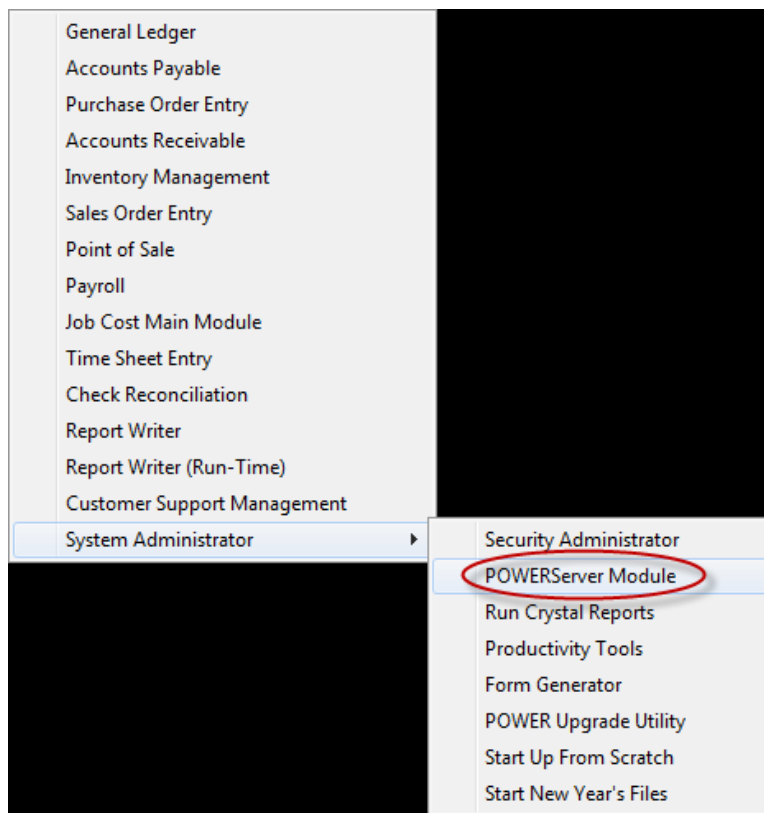 General Ledger
Accounts Payable
Purchase Order Entry
Accounts Receivable
Inventory Management
Sales Order Entry
Point of Sale
Payroll
Job Cost Main Module
Time Sheet Entry
Check Reconciliation
Report Writer
Report Writer (Run-Time)
Customer Support Management
System Administrator
Security Administrator
POWERServer Module
Run Crystal Reports
Productivity Tools
Form Generator
POWER Upgrade Utility
Start Up From Scratch
Start New Year's Files